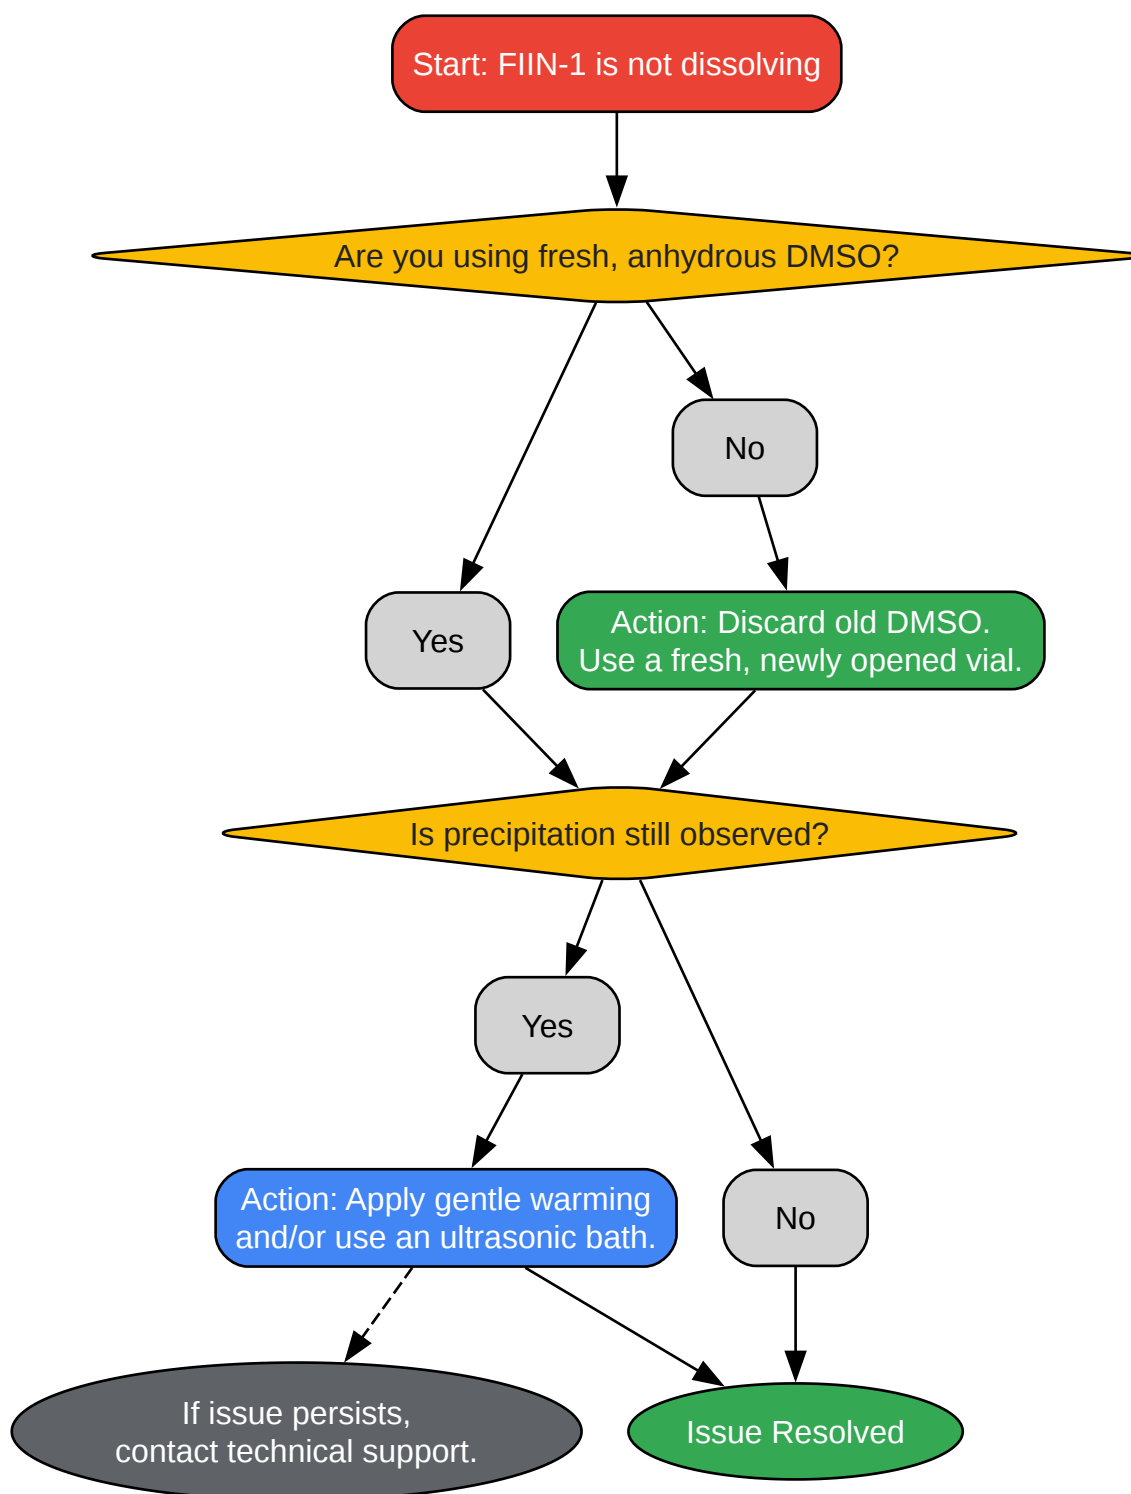 Start: FIIN-1 is not dissolving
Are you using fresh, anhydrous DMSO?
No
Yes
Action: Discard old DMSO.
Use a fresh, newly opened vial.
Is precipitation still observed?
Yes
Action: Apply gentle warming
and/or use an ultrasonic bath.
No
If issue persists,
contact technical support.
Issue Resolved